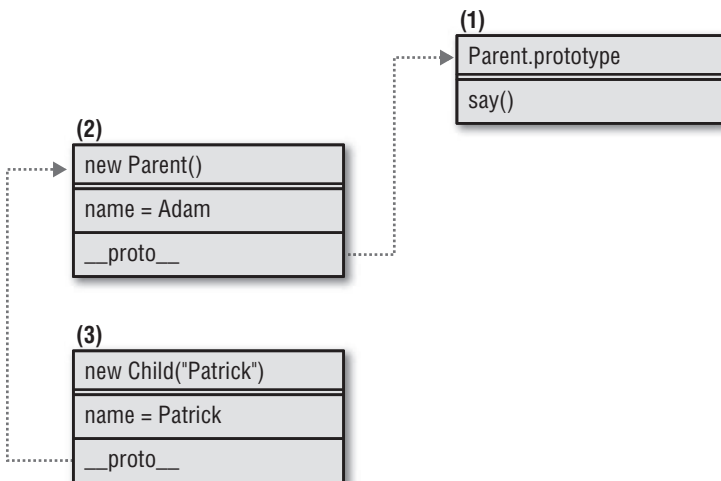 (1)
Parent.prototype
say()
(2)
new Parent()
name = Adam
__proto__
(3)
new Child("Patrick")
name = Patrick
__proto__